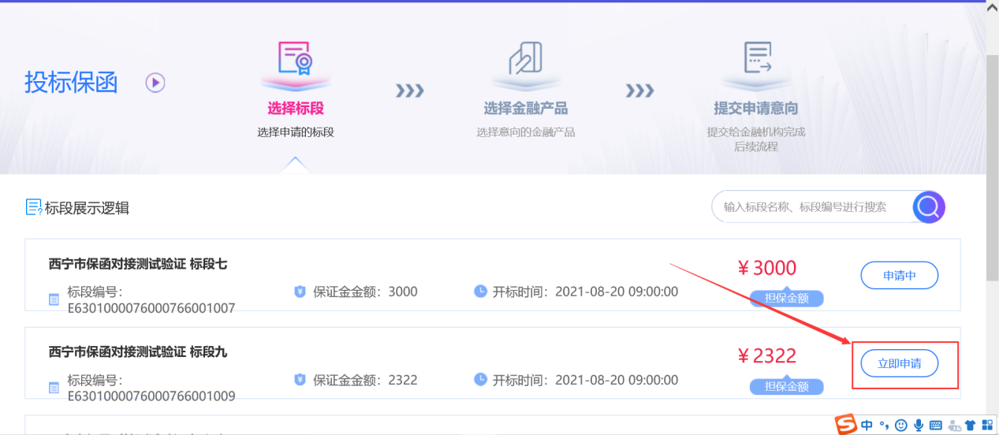 投标保函
选择标段
选择申请的标段
选择金融产品
选择意向的金融产品
提交申请意向
提交给金融机构完成
后续流程
标段展示逻辑
输入标段名称、标段编号进行搜索
西宁市保函对接测试验证 标段七
标段编号:
E6301000076000766001007
保证金金额：3000
开标时间：2021-08-20 09:00:00
¥ 3000
担保金额
申请中
西宁市保函对接测试验证 标段九
标段编号:
E6301000076000766001009
保证金金额：2322
开标时间：2021-08-20 09:00:00
¥ 2322
担保金额
立即申请
中